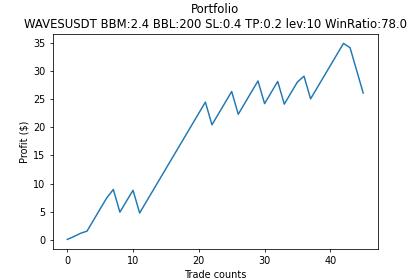 Portfolio
WAVESUSDT BBM:2.4 BBL:200 SL:0.4 TP:0.2 lev:10 WinRatio:78.0
Profit ($)
35
30
25
20
15
10
5
0
0 10 20 30 40
Trade counts